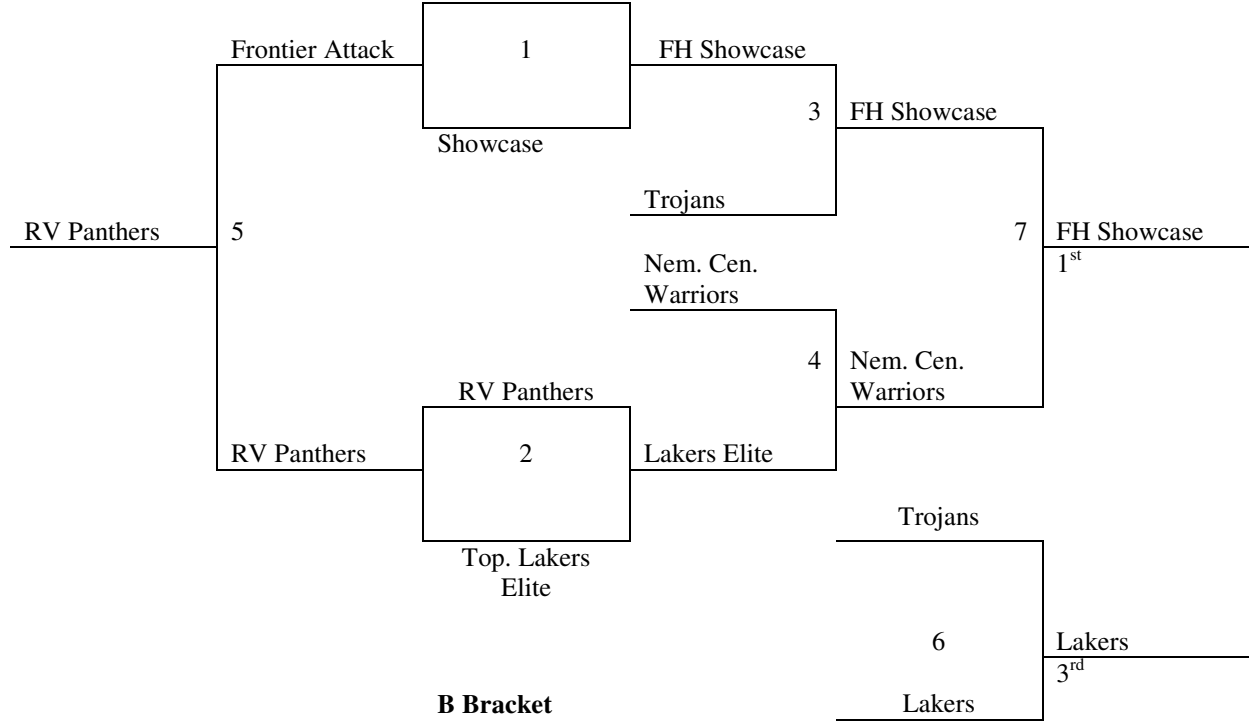 Frontier Attack
1
FH Showcase
3
FH Showcase
Showcase
Trojans
RV Panthers
5
7
FH Showcase
1st
Nem. Cen.
Warriors
4
Nem. Cen.
Warriors
RV Panthers
RV Panthers
2
Lakers Elite
Trojans
Top. Lakers
Elite
6
Lakers
3rd
B Bracket
Lakers